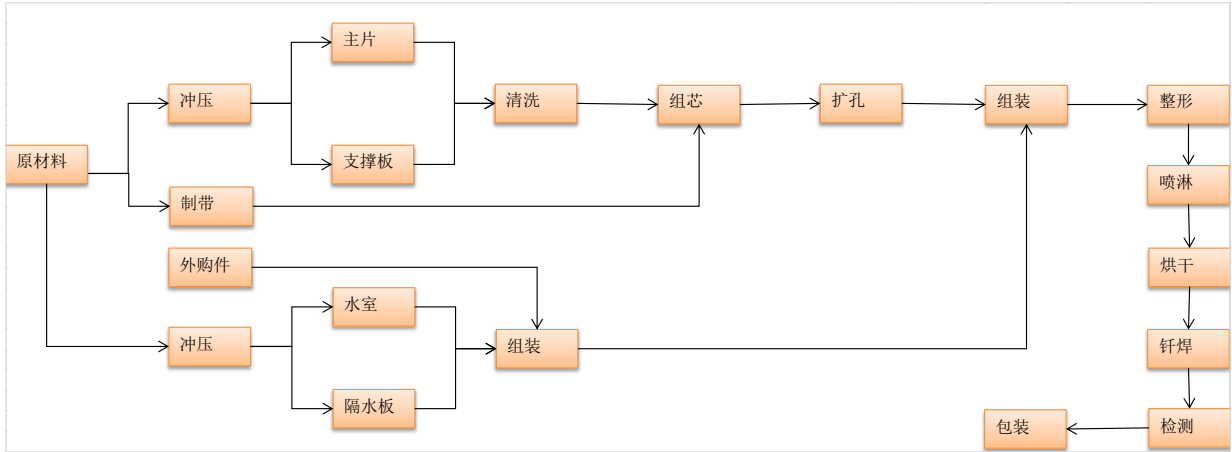 主片
冲压
清洗
组芯
扩孔
组装
整形
原材料
支撑板
喷淋
制带
外购件
烘干
水室
冲压
组装
钎焊
隔水板
包装
检测